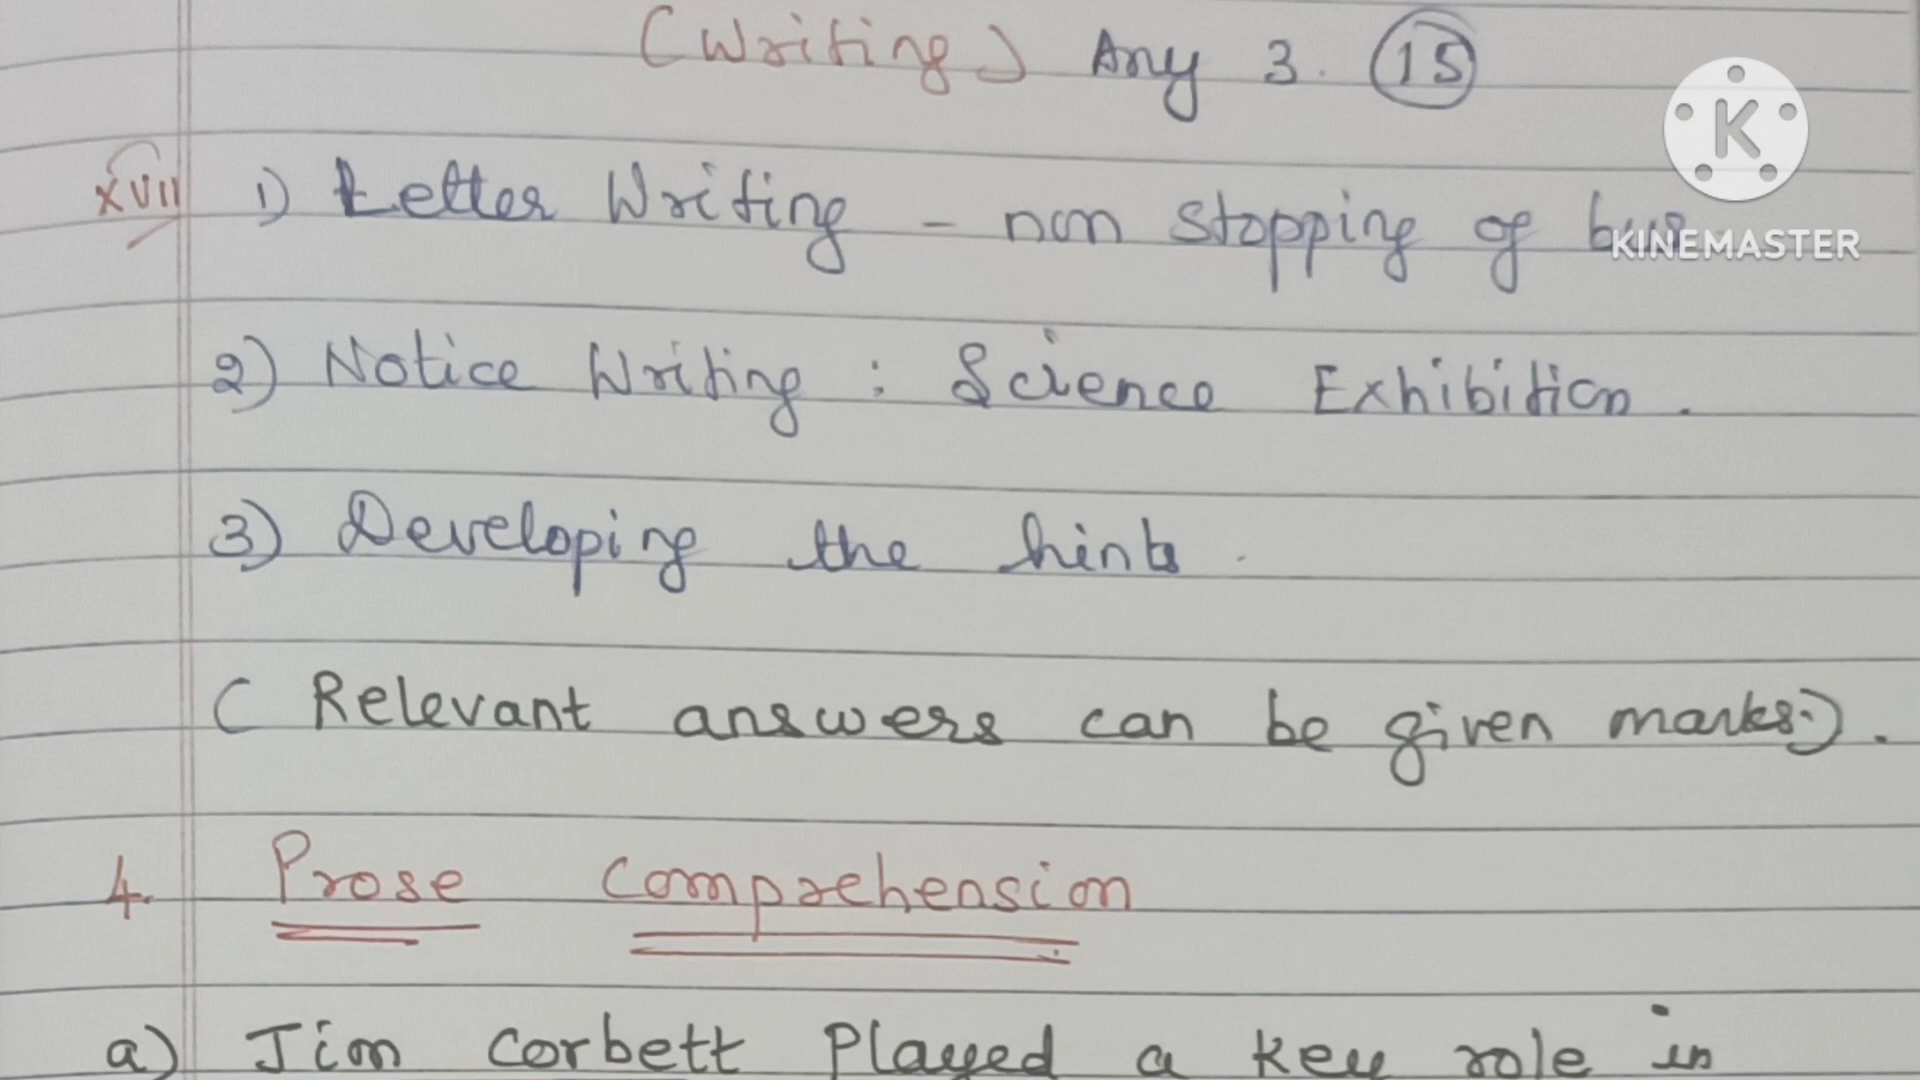 (Writing) Any 3. 15
XVII 1) Letter Writing - non stopping of bus
K
KINEMASTER
2) Notice Writing : Science Exhibition.
3) Developing the hints.
( Relevant answers can be given marks.).
4. Prose Comprehension
a) Jim Corbett Played a key role in